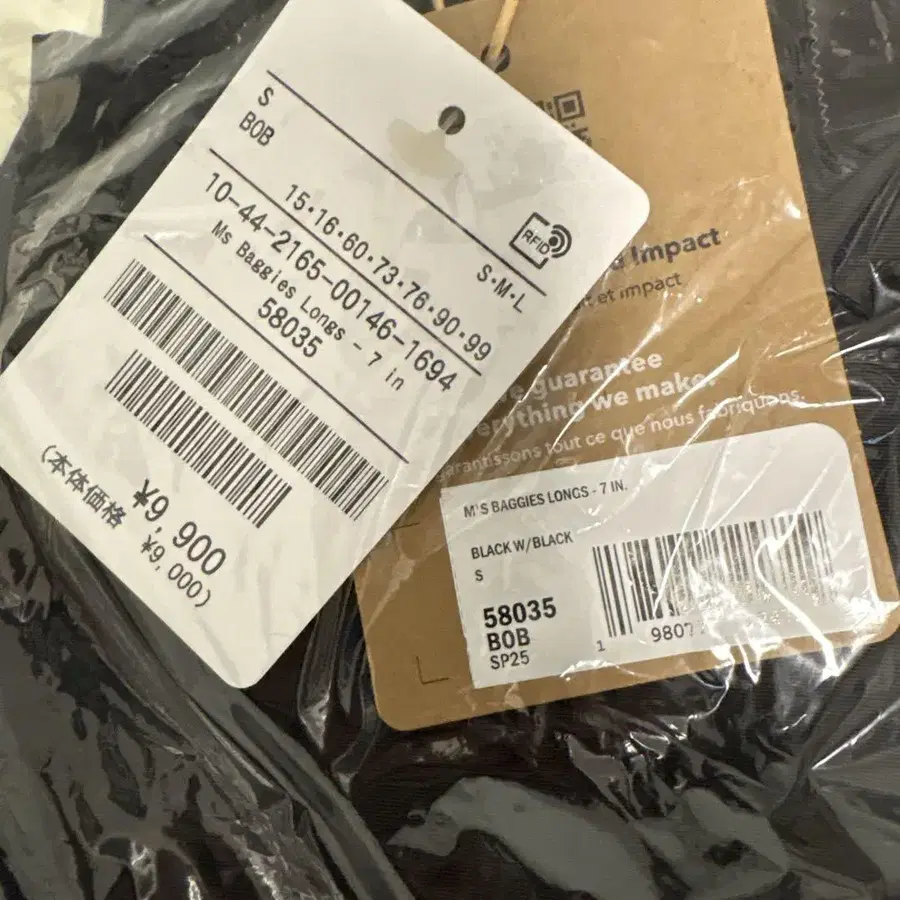 S
BOB
S・M・L
15・16・60・73・76・90・99
10-44-2165-00146-1694
Ms Baggies Longs - 7 in
58035
¥9,900
(本体価格 ¥9,000)
RFID
Impact
et impact
guarantee
we make.
garantissons tout ce que nous fabriquons.
M'S BAGGIES LONGS - 7 IN.
BLACK W/BLACK
S
58035
BOB
SP25
1 9807
L